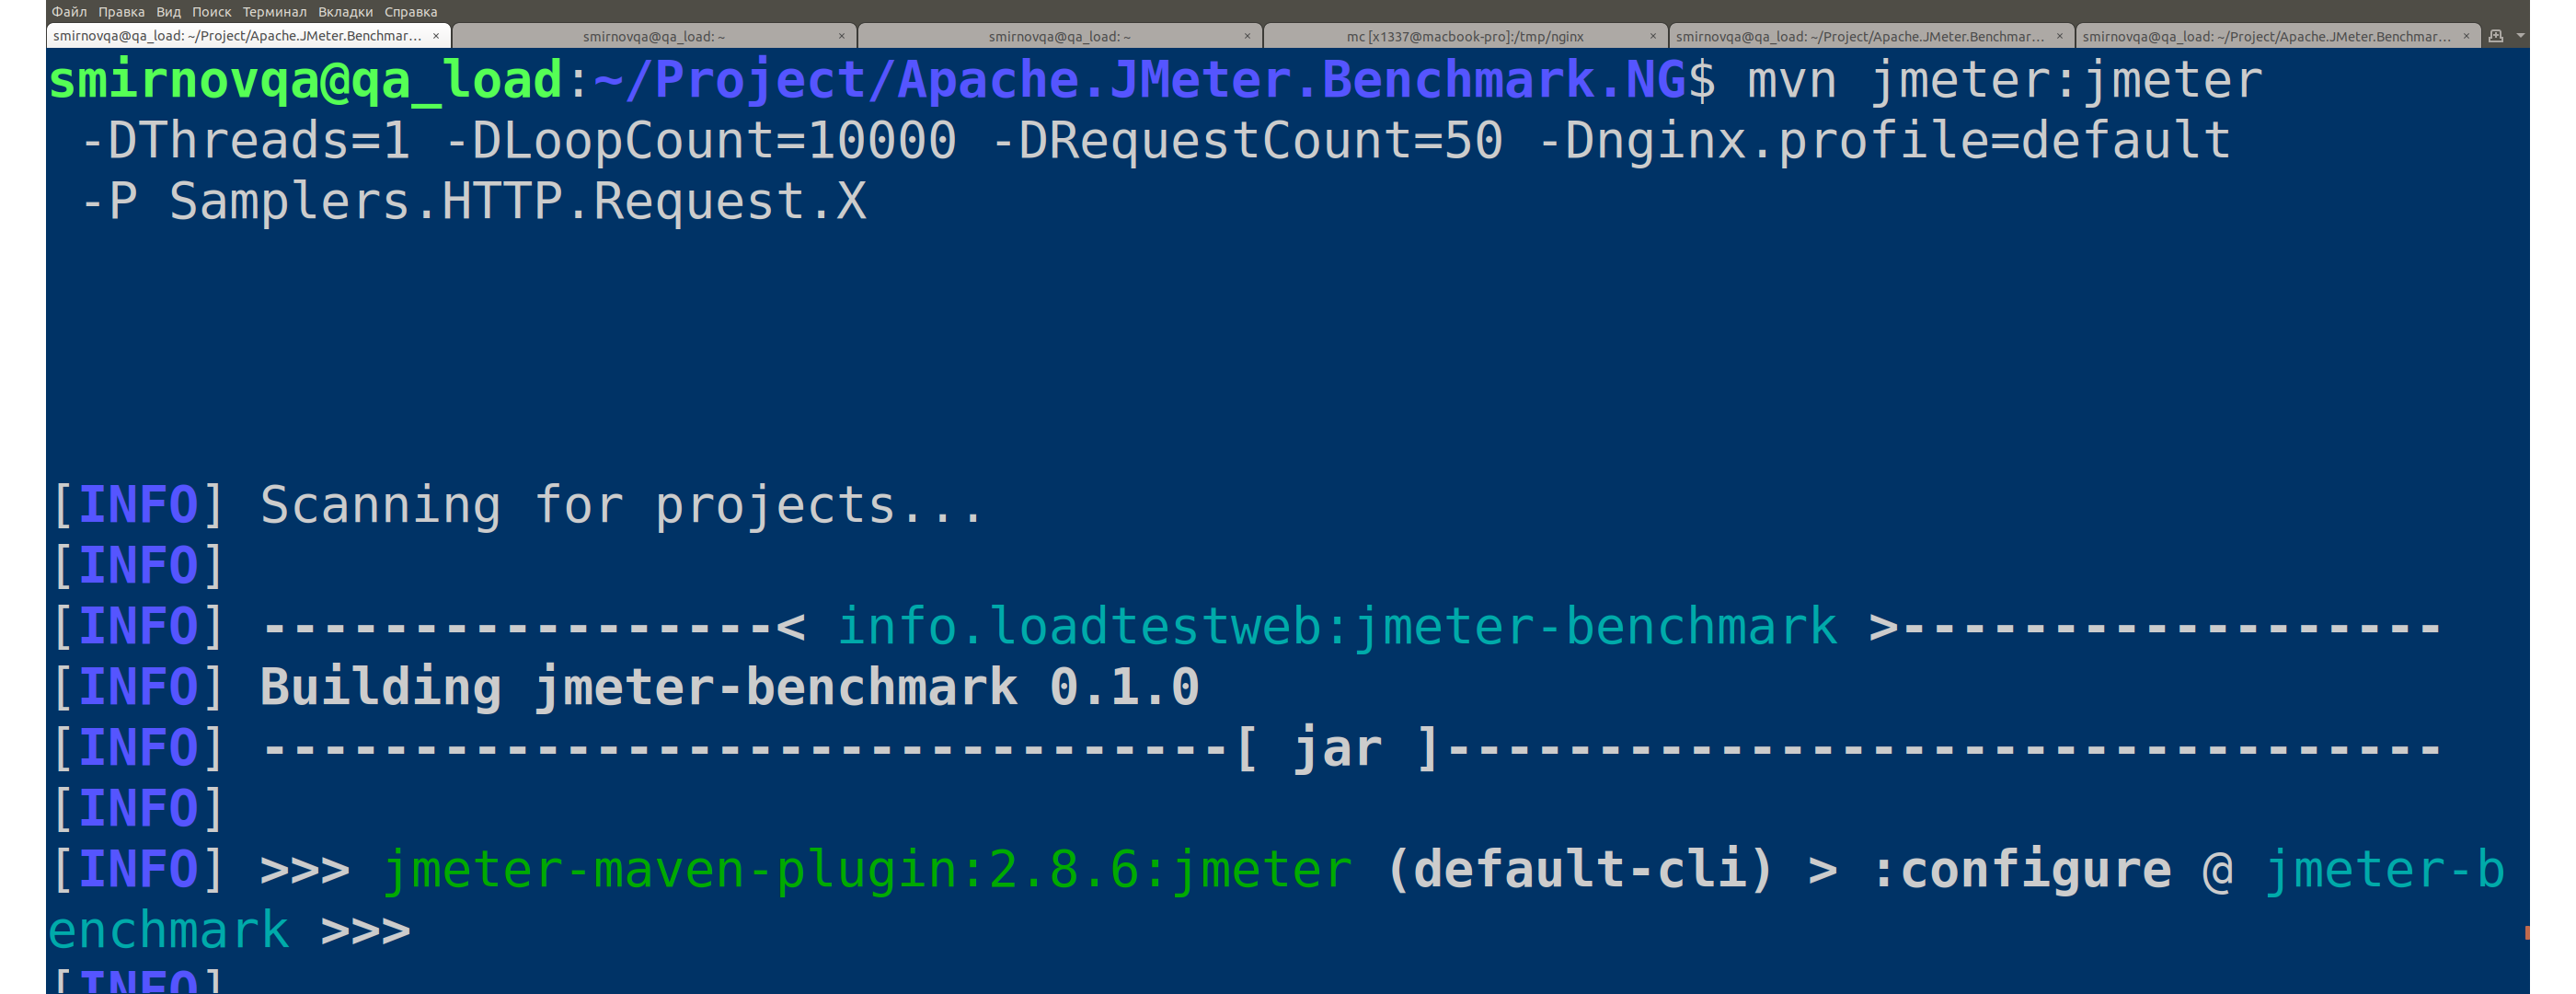 Файл Правка Вид Поиск Терминал Вкладки Справка
smirnovqa@qa_load: ~/Project/Apache.JMeter.Benchmar... × smirnovqa@qa_load: ~ × smirnovqa@qa_load: ~ × mc [x1337@macbook-pro]:/tmp/nginx × smirnovqa@qa_load: ~/Project/Apache.JMeter.Benchmar... × smirnovqa@qa_load: ~/Project/Apache.JMeter.Benchmar... ×
smirnovqa@qa_load:~/Project/Apache.JMeter.Benchmark.NG$ mvn jmeter:jmeter
-DThreads=1 -DLoopCount=10000 -DRequestCount=50 -Dnginx.profile=default
-P Samplers.HTTP.Request.X
[INFO] Scanning for projects...
[INFO]
[INFO] -----------------< info.loadtestweb:jmeter-benchmark >------------------
[INFO] Building jmeter-benchmark 0.1.0
[INFO] --------------------------------[ jar ]---------------------------------
[INFO]
[INFO] >>> jmeter-maven-plugin:2.8.6:jmeter (default-cli) > :configure @ jmeter-b
enchmark >>>
[INFO]